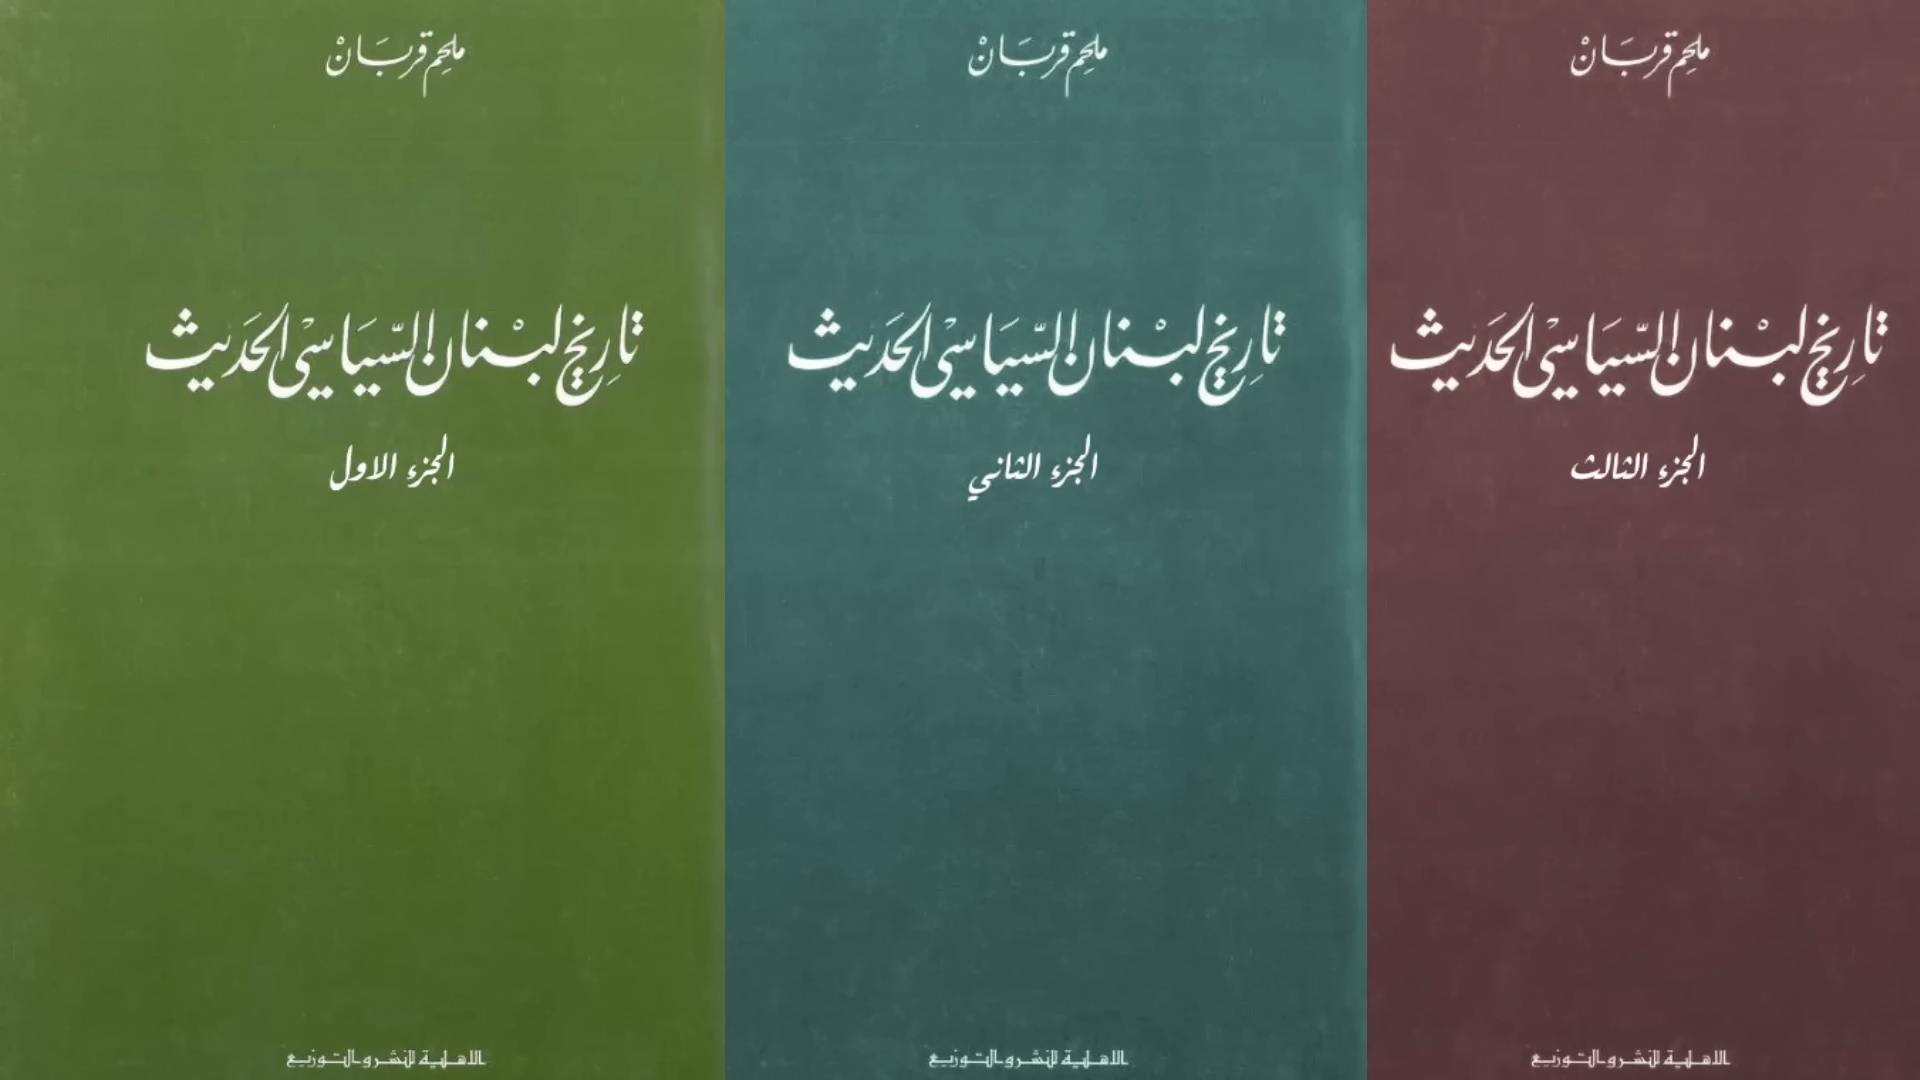 ملحم قربان
تاريخ لبنان السياسي الحديث
الجزء الاول
الاهلية للنشر والتوزيع
ملحم قربان
تاريخ لبنان السياسي الحديث
الجزء الثاني
الاهلية للنشر والتوزيع
ملحم قربان
تاريخ لبنان السياسي الحديث
الجزء الثالث
الاهلية للنشر والتوزيع